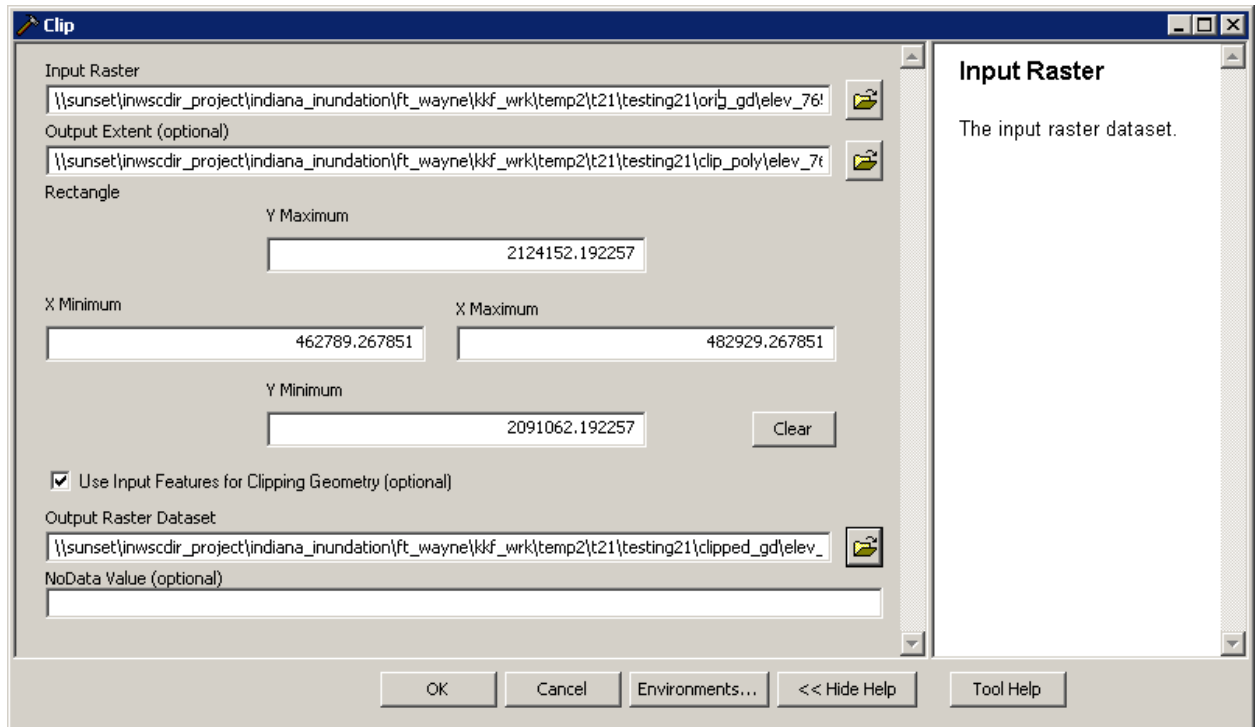 Clip
Input Raster
\\sunset\inwscdir_project\indiana_inundation\ft_wayne\kkf_wrk\temp2\t21\testing21\orig_gd\elev_765
Output Extent (optional)
\\sunset\inwscdir_project\indiana_inundation\ft_wayne\kkf_wrk\temp2\t21\testing21\clip_poly\elev_76
Rectangle
Y Maximum
2124152.192257
X Minimum
X Maximum
462789.267851
482929.267851
Y Minimum
2091062.192257
Clear
Use Input Features for Clipping Geometry (optional)
Output Raster Dataset
\\sunset\inwscdir_project\indiana_inundation\ft_wayne\kkf_wrk\temp2\t21\testing21\clipped_gd\elev_
NoData Value (optional)
OK
Cancel
Environments...
<< Hide Help
Tool Help
Input Raster
The input raster dataset.